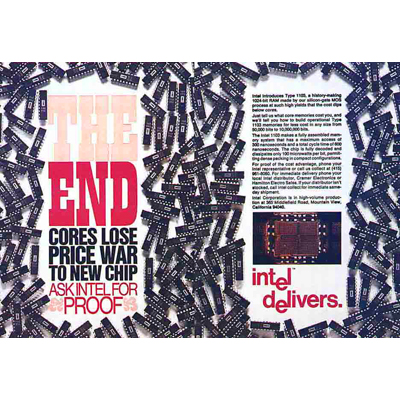 THE
END
CORES LOSE
PRICE WAR
TO NEW CHIP
ASK INTEL FOR
PROOF
Intel introduces Type 1103, a history-making
1024-bit RAM made by our silicon-gate MOS
process at such high yields that the cost dips
below cores.
Just tell us what core memories cost you, and
we'll tell you how to build operational Type
1103 memories for less cost in any size from
50,000 bits to 10,000,000 bits.
The Intel 1103 makes a fully assembled mem-
ory system that has a maximum access of
300 nanoseconds and a total cycle time of 600
nanoseconds. The chip is fully decoded and
dissipates only 100 microwatts per bit, permit-
ting dense packing in compact configurations.
For proof of the cost advantage, phone your
Intel representative or call us collect at (415)
961-8080. For immediate delivery phone your
local Intel distributor, Cramer Electronics or
Hamilton Electro Sales. If your distributor isn't
stocked, call Intel collect for immediate same-
day shipment.
Intel Corporation is in high-volume produc-
tion at 365 Middlefield Road, Mountain View,
California 94040.
intel
delivers.